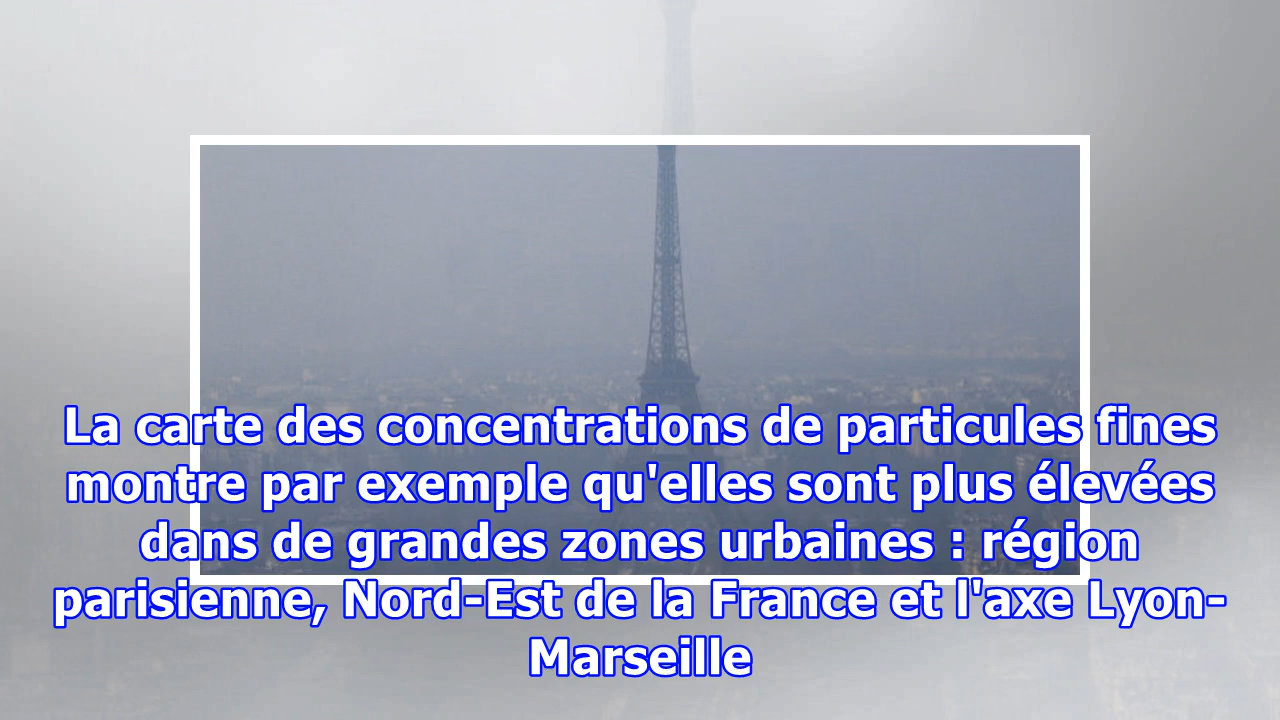 La carte des concentrations de particules fines
montre par exemple qu'elles sont plus élevées
dans de grandes zones urbaines : région
parisienne, Nord-Est de la France et l'axe Lyon-
Marseille